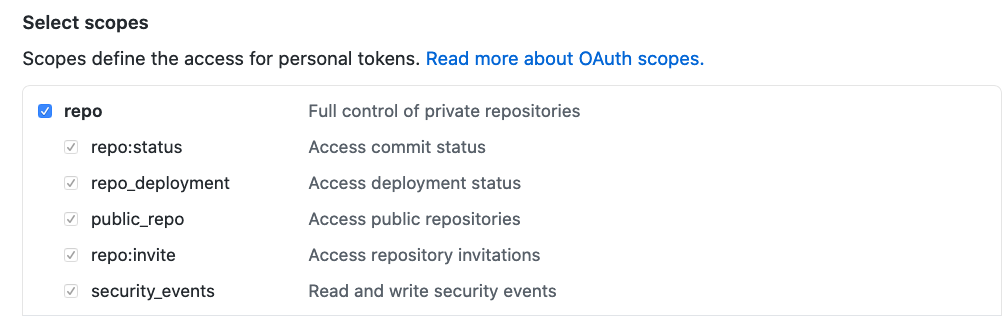 Select scopes
Scopes define the access for personal tokens. Read more about OAuth scopes.
repo Full control of private repositories
repo:status Access commit status
repo_deployment Access deployment status
public_repo Access public repositories
repo:invite Access repository invitations
security_events Read and write security events